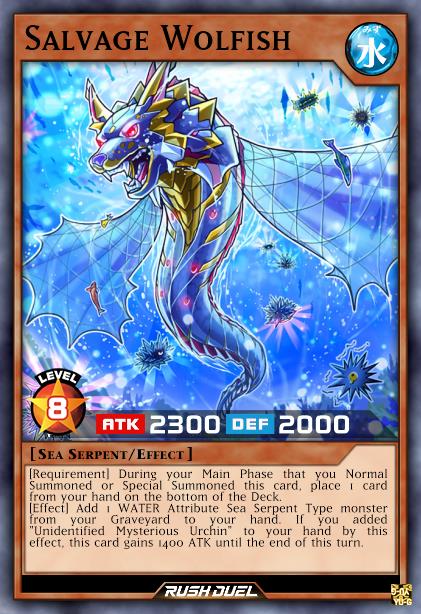 SALVAGE WOLFISH
みず
水
LEVEL
8
ATK 2300 DEF 2000
[SEA SERPENT/EFFECT]
[Requirement] During your Main Phase that you Normal
Summoned or Special Summoned this card, place 1 card
from your hand on the bottom of the Deck.
[Effect] Add 1 WATER Attribute Sea Serpent Type monster
from your Graveyard to your hand. If you added
"Unidentified Mysterious Urchin" to your hand by this
effect, this card gains 1400 ATK until the end of this turn.
RUSH DUEL